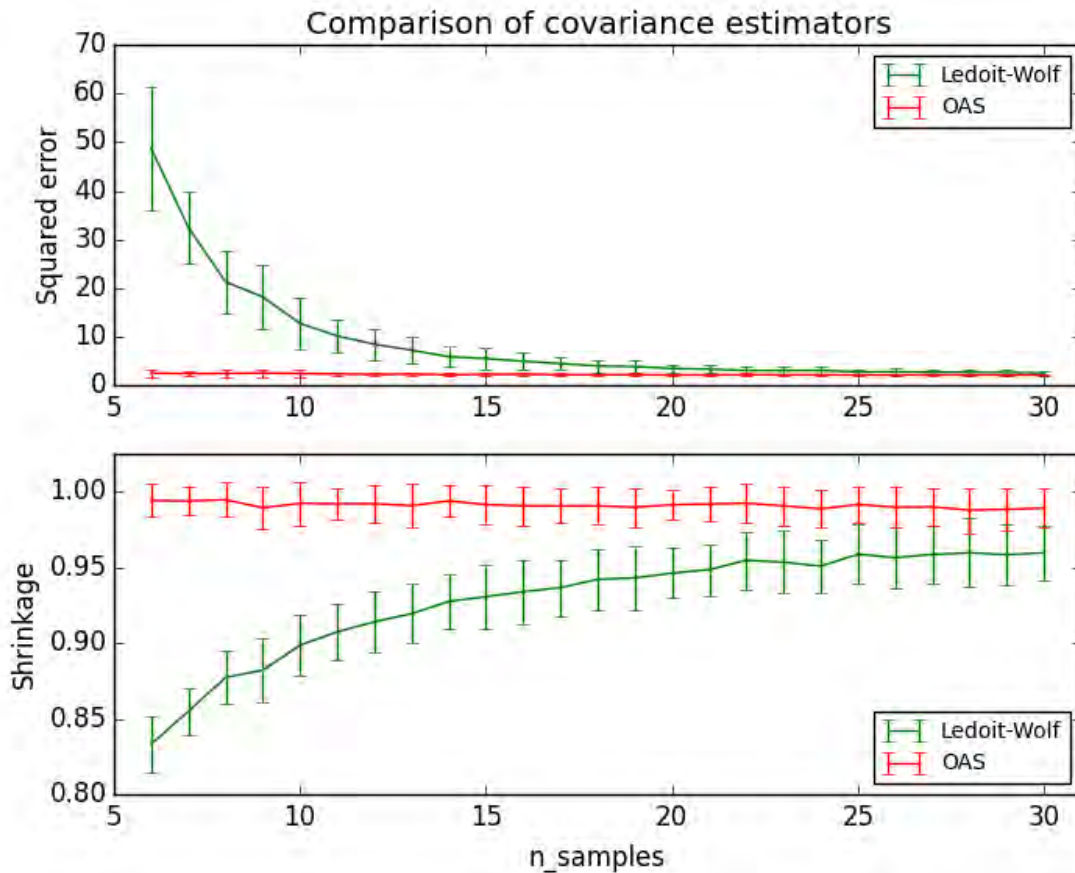 Comparison of covariance estimators
70
60
50
40
30
20
10
0
Squared error
Ledoit-Wolf
OAS
5 10 15 20 25 30
1.00
0.95
0.90
0.85
0.80
Shrinkage
Ledoit-Wolf
OAS
5 10 15 20 25 30
n_samples